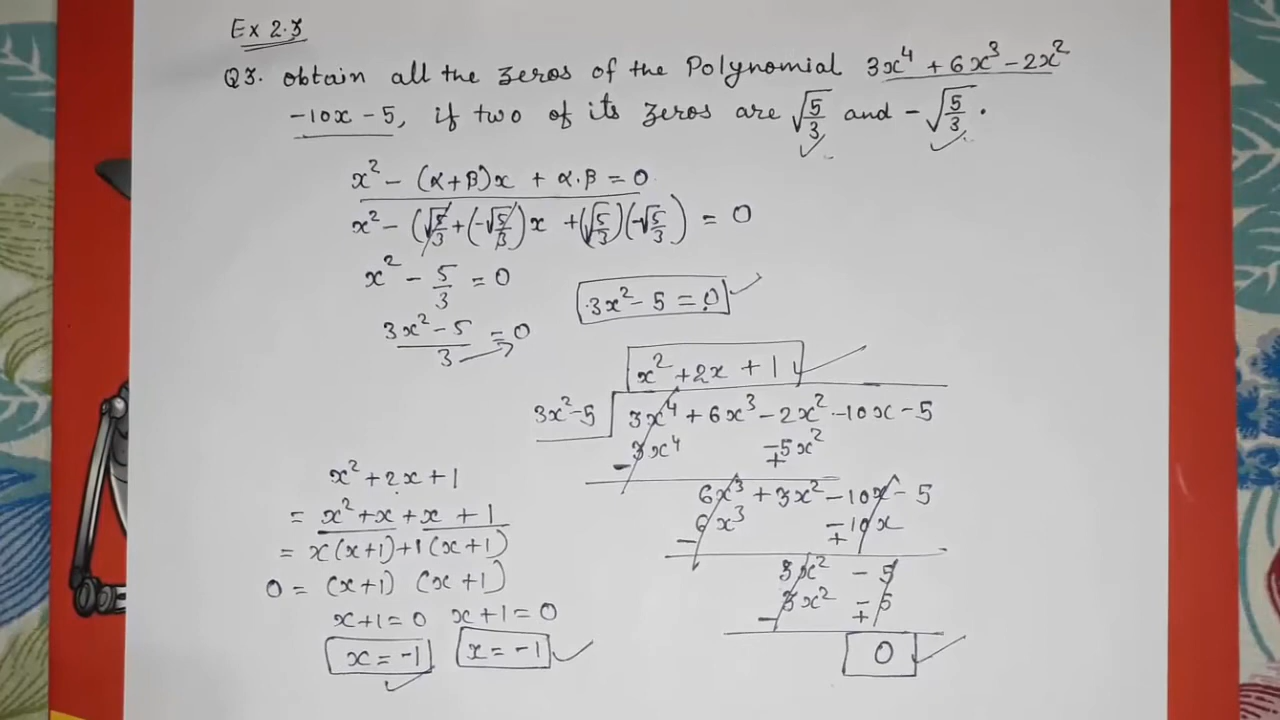 Ex 2.3
Q3. obtain all the zeros of the Polynomial 3x⁴ + 6x³ - 2x²
-10x - 5, if two of its zeros are √(5/3) and -√(5/3).
x² - (α+β)x + α.β = 0
x² - (√(5/3) + (-√(5/3))x + (√(5/3))(-√(5/3)) = 0
x² - 5/3 = 0
3x² - 5 = 0
(3x² - 5)/3 = 0
x² + 2x + 1
3x²-5 3x⁴ + 6x³ - 2x² - 10x - 5
- 3x⁴ -+ 5x²
6x³ + 3x² - 10x - 5
- 6x³ -+ 10x
3x² - 5
- 3x² -+ 5
0
x² + 2x + 1
= x² + x + x + 1
= x(x+1) + 1(x+1)
0 = (x+1) (x+1)
x+1 = 0 x+1 = 0
x = -1 x = -1